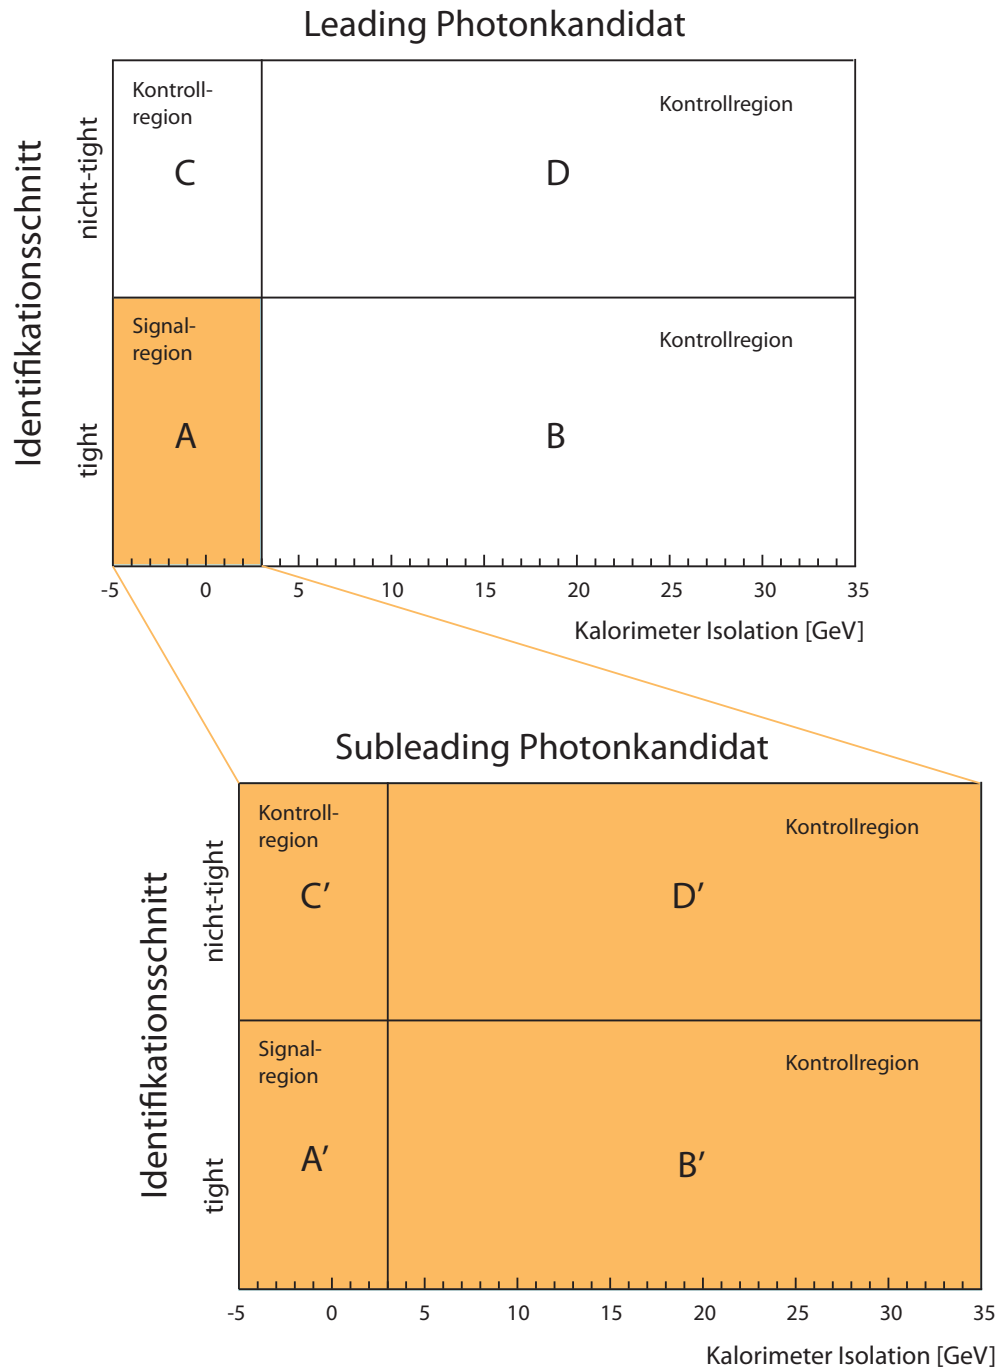 Leading Photonkandidat
Identifikationsschnitt
nicht-tight
tight
Kontroll-
region
C
Kontrollregion
D
Signal-
region
A
Kontrollregion
B
-5 0 5 10 15 20 25 30 35
Kalorimeter Isolation [GeV]
Subleading Photonkandidat
Identifikationsschnitt
nicht-tight
tight
Kontroll-
region
C′
Kontrollregion
D′
Signal-
region
A′
Kontrollregion
B′
-5 0 5 10 15 20 25 30 35
Kalorimeter Isolation [GeV]